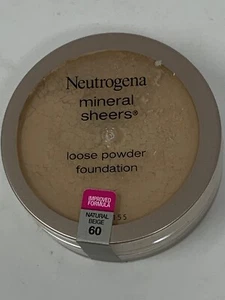 Neutrogena
mineral
sheers®
loose powder
foundation
IMPROVED
FORMULA
NATURAL
BEIGE
60